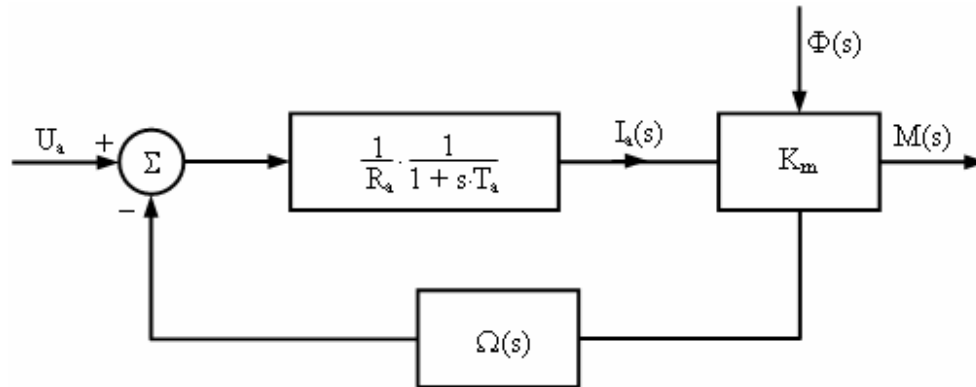 Φ(s)
Uₐ
+
Σ
−
1/Rₐ · 1/(1 + s·Tₐ)
Iₐ(s)
Kₘ
M(s)
Ω(s)